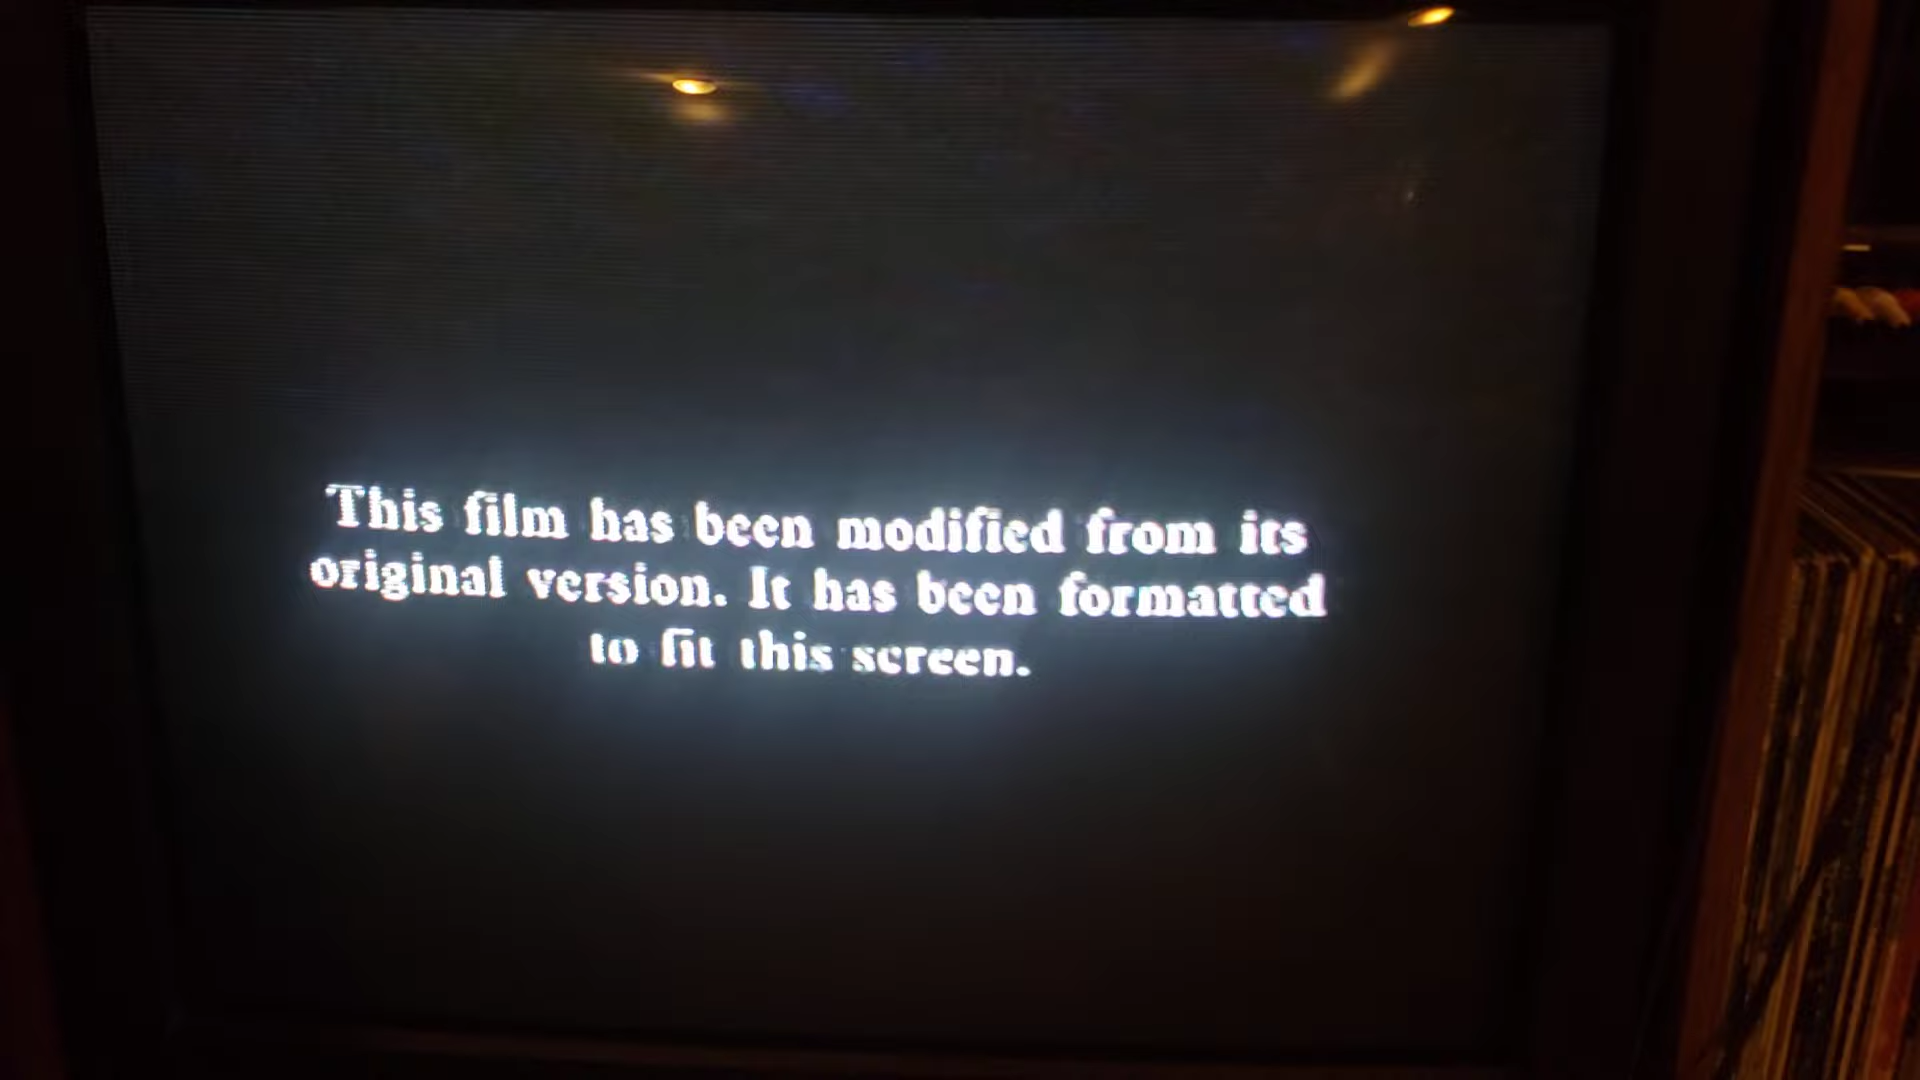 This film has been modified from its
original version. It has been formatted
to fit this screen.